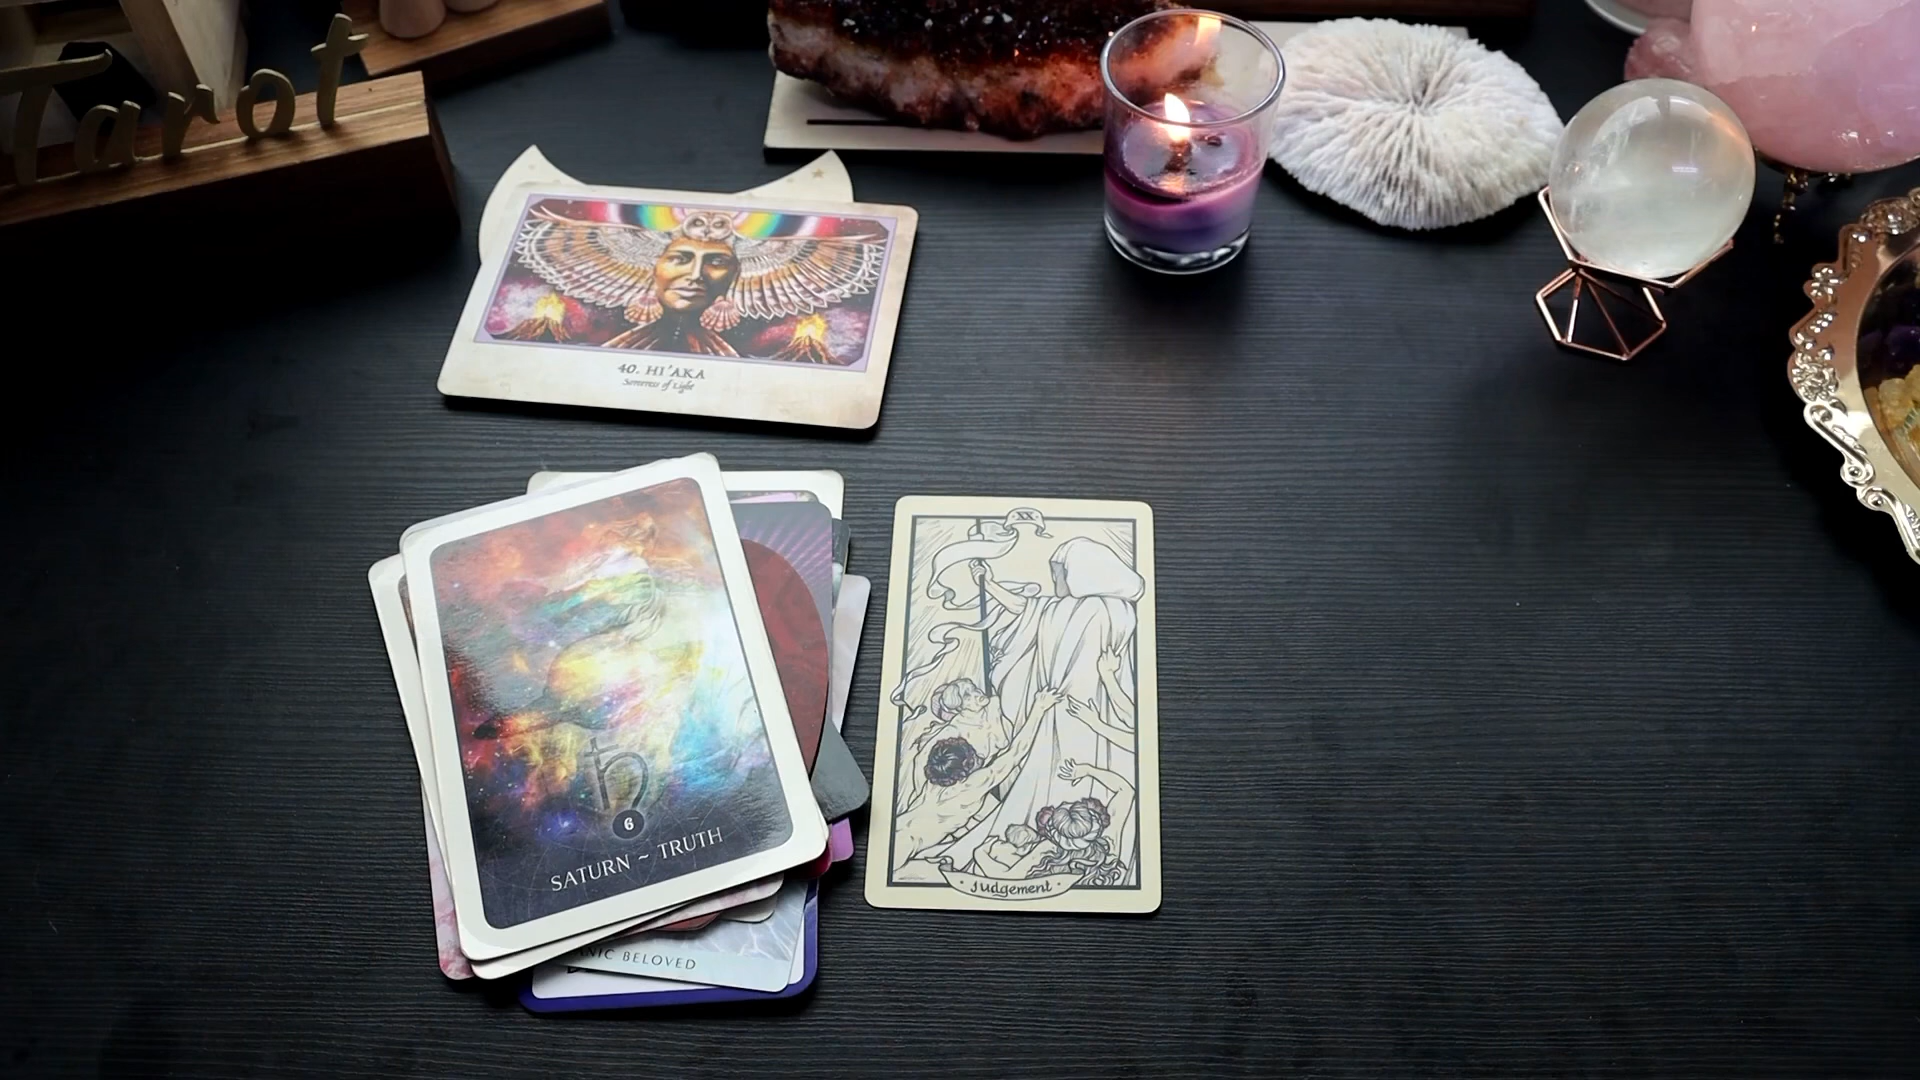 Tarot
40. HI'AKA
Sorceress of Light
XX
Judgement
6
SATURN ~ TRUTH
NIC BELOVED